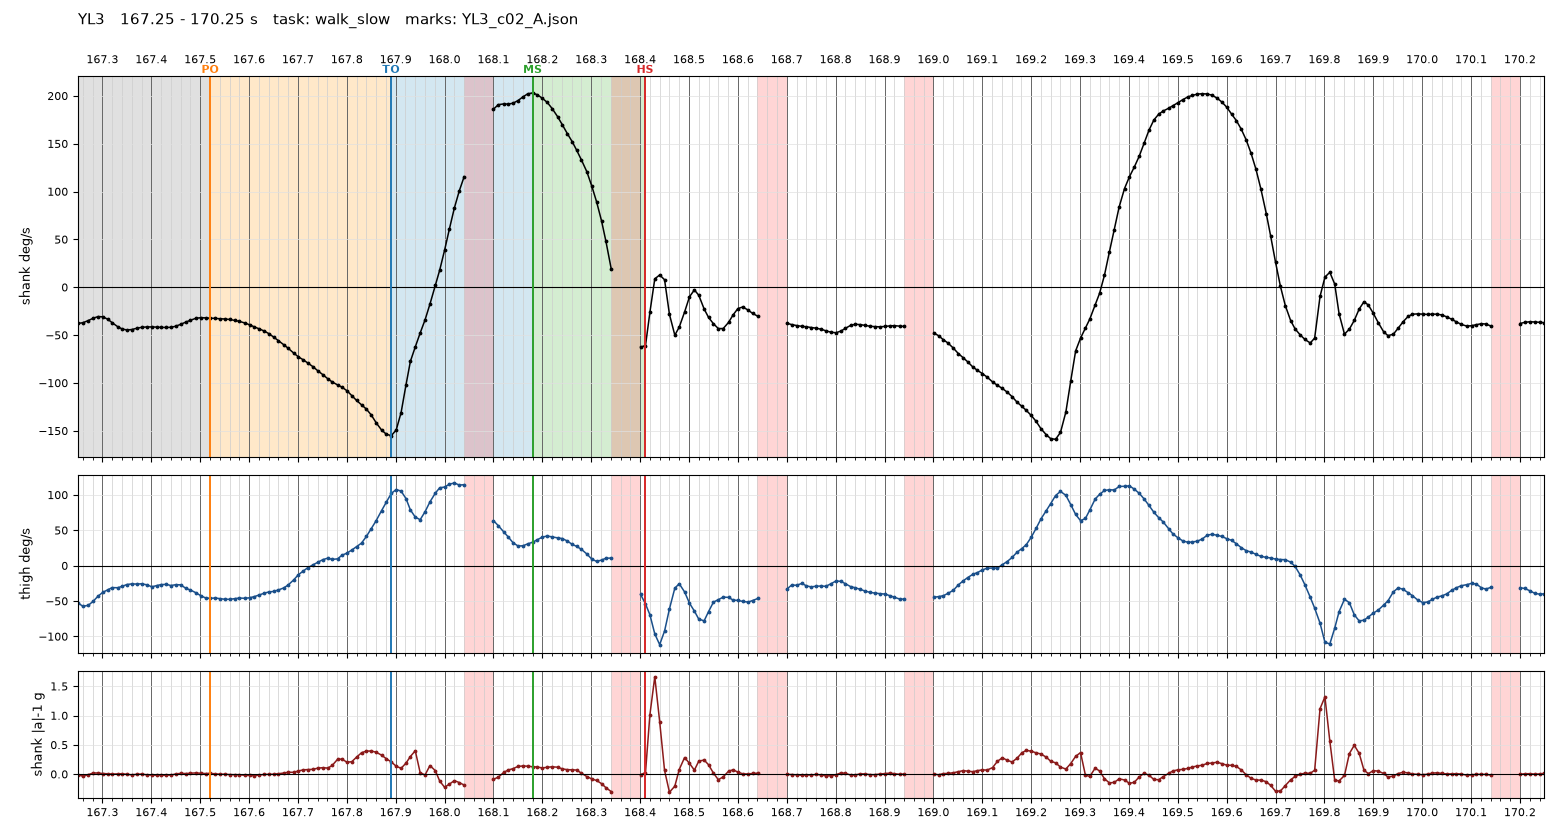 YL3   167.25 - 170.25 s   task: walk_slow   marks: YL3_c02_A.json
167.3 167.4 167.5 167.6 167.7 167.8 167.9 168.0 168.1 168.2 168.3 168.4 168.5 168.6 168.7 168.8 168.9 169.0 169.1 169.2 169.3 169.4 169.5 169.6 169.7 169.8 169.9 170.0 170.1 170.2
PO TO MS HS
200
150
100
50
0
−50
−100
−150
shank deg/s
100
50
0
−50
−100
thigh deg/s
1.5
1.0
0.5
0.0
shank |a|-1 g
167.3 167.4 167.5 167.6 167.7 167.8 167.9 168.0 168.1 168.2 168.3 168.4 168.5 168.6 168.7 168.8 168.9 169.0 169.1 169.2 169.3 169.4 169.5 169.6 169.7 169.8 169.9 170.0 170.1 170.2